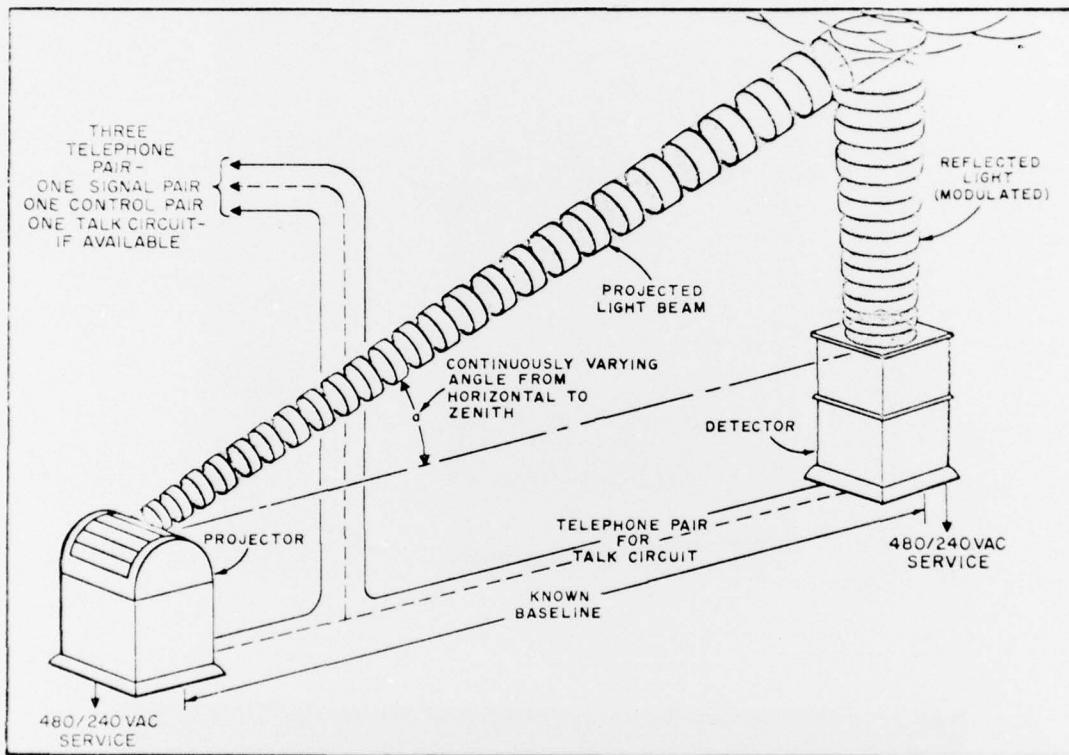 THREE
TELEPHONE
PAIR-
ONE SIGNAL PAIR
ONE CONTROL PAIR
ONE TALK CIRCUIT-
IF AVAILABLE
REFLECTED
LIGHT
(MODULATED)
PROJECTED
LIGHT BEAM
CONTINUOUSLY VARYING
ANGLE FROM
HORIZONTAL TO
ZENITH
a
DETECTOR
PROJECTOR
TELEPHONE PAIR
FOR
TALK CIRCUIT
480/240 VAC
SERVICE
KNOWN
BASELINE
480/240 VAC
SERVICE